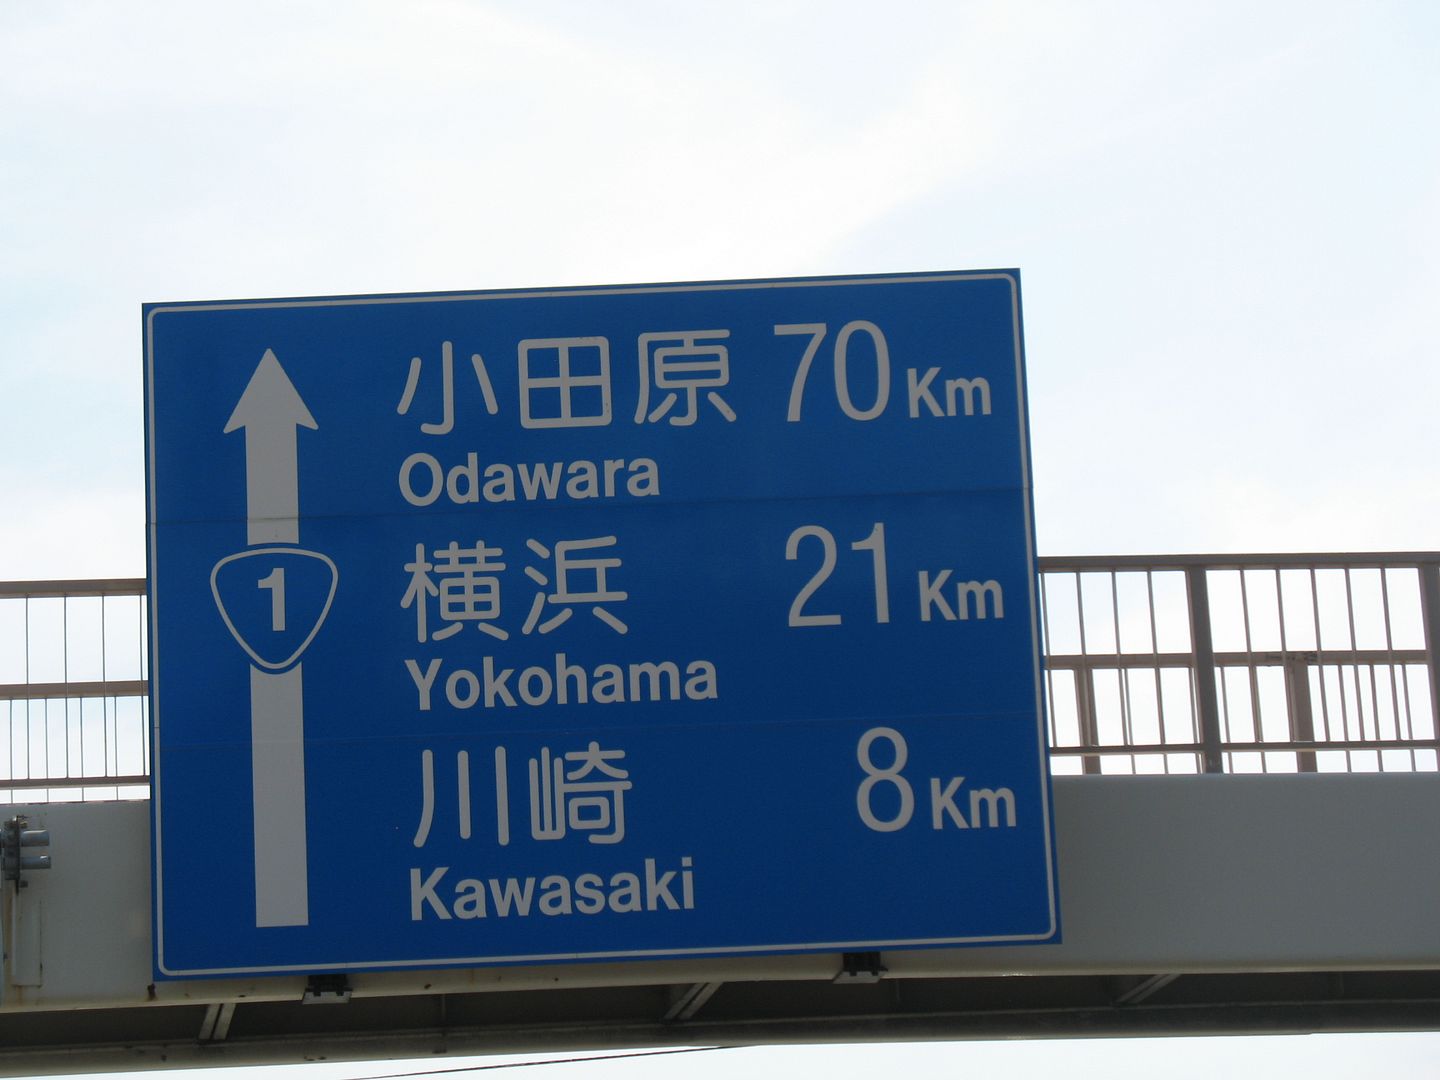 小田原 70 Km
Odawara
横浜 21 Km
Yokohama
川崎 8 Km
Kawasaki
1